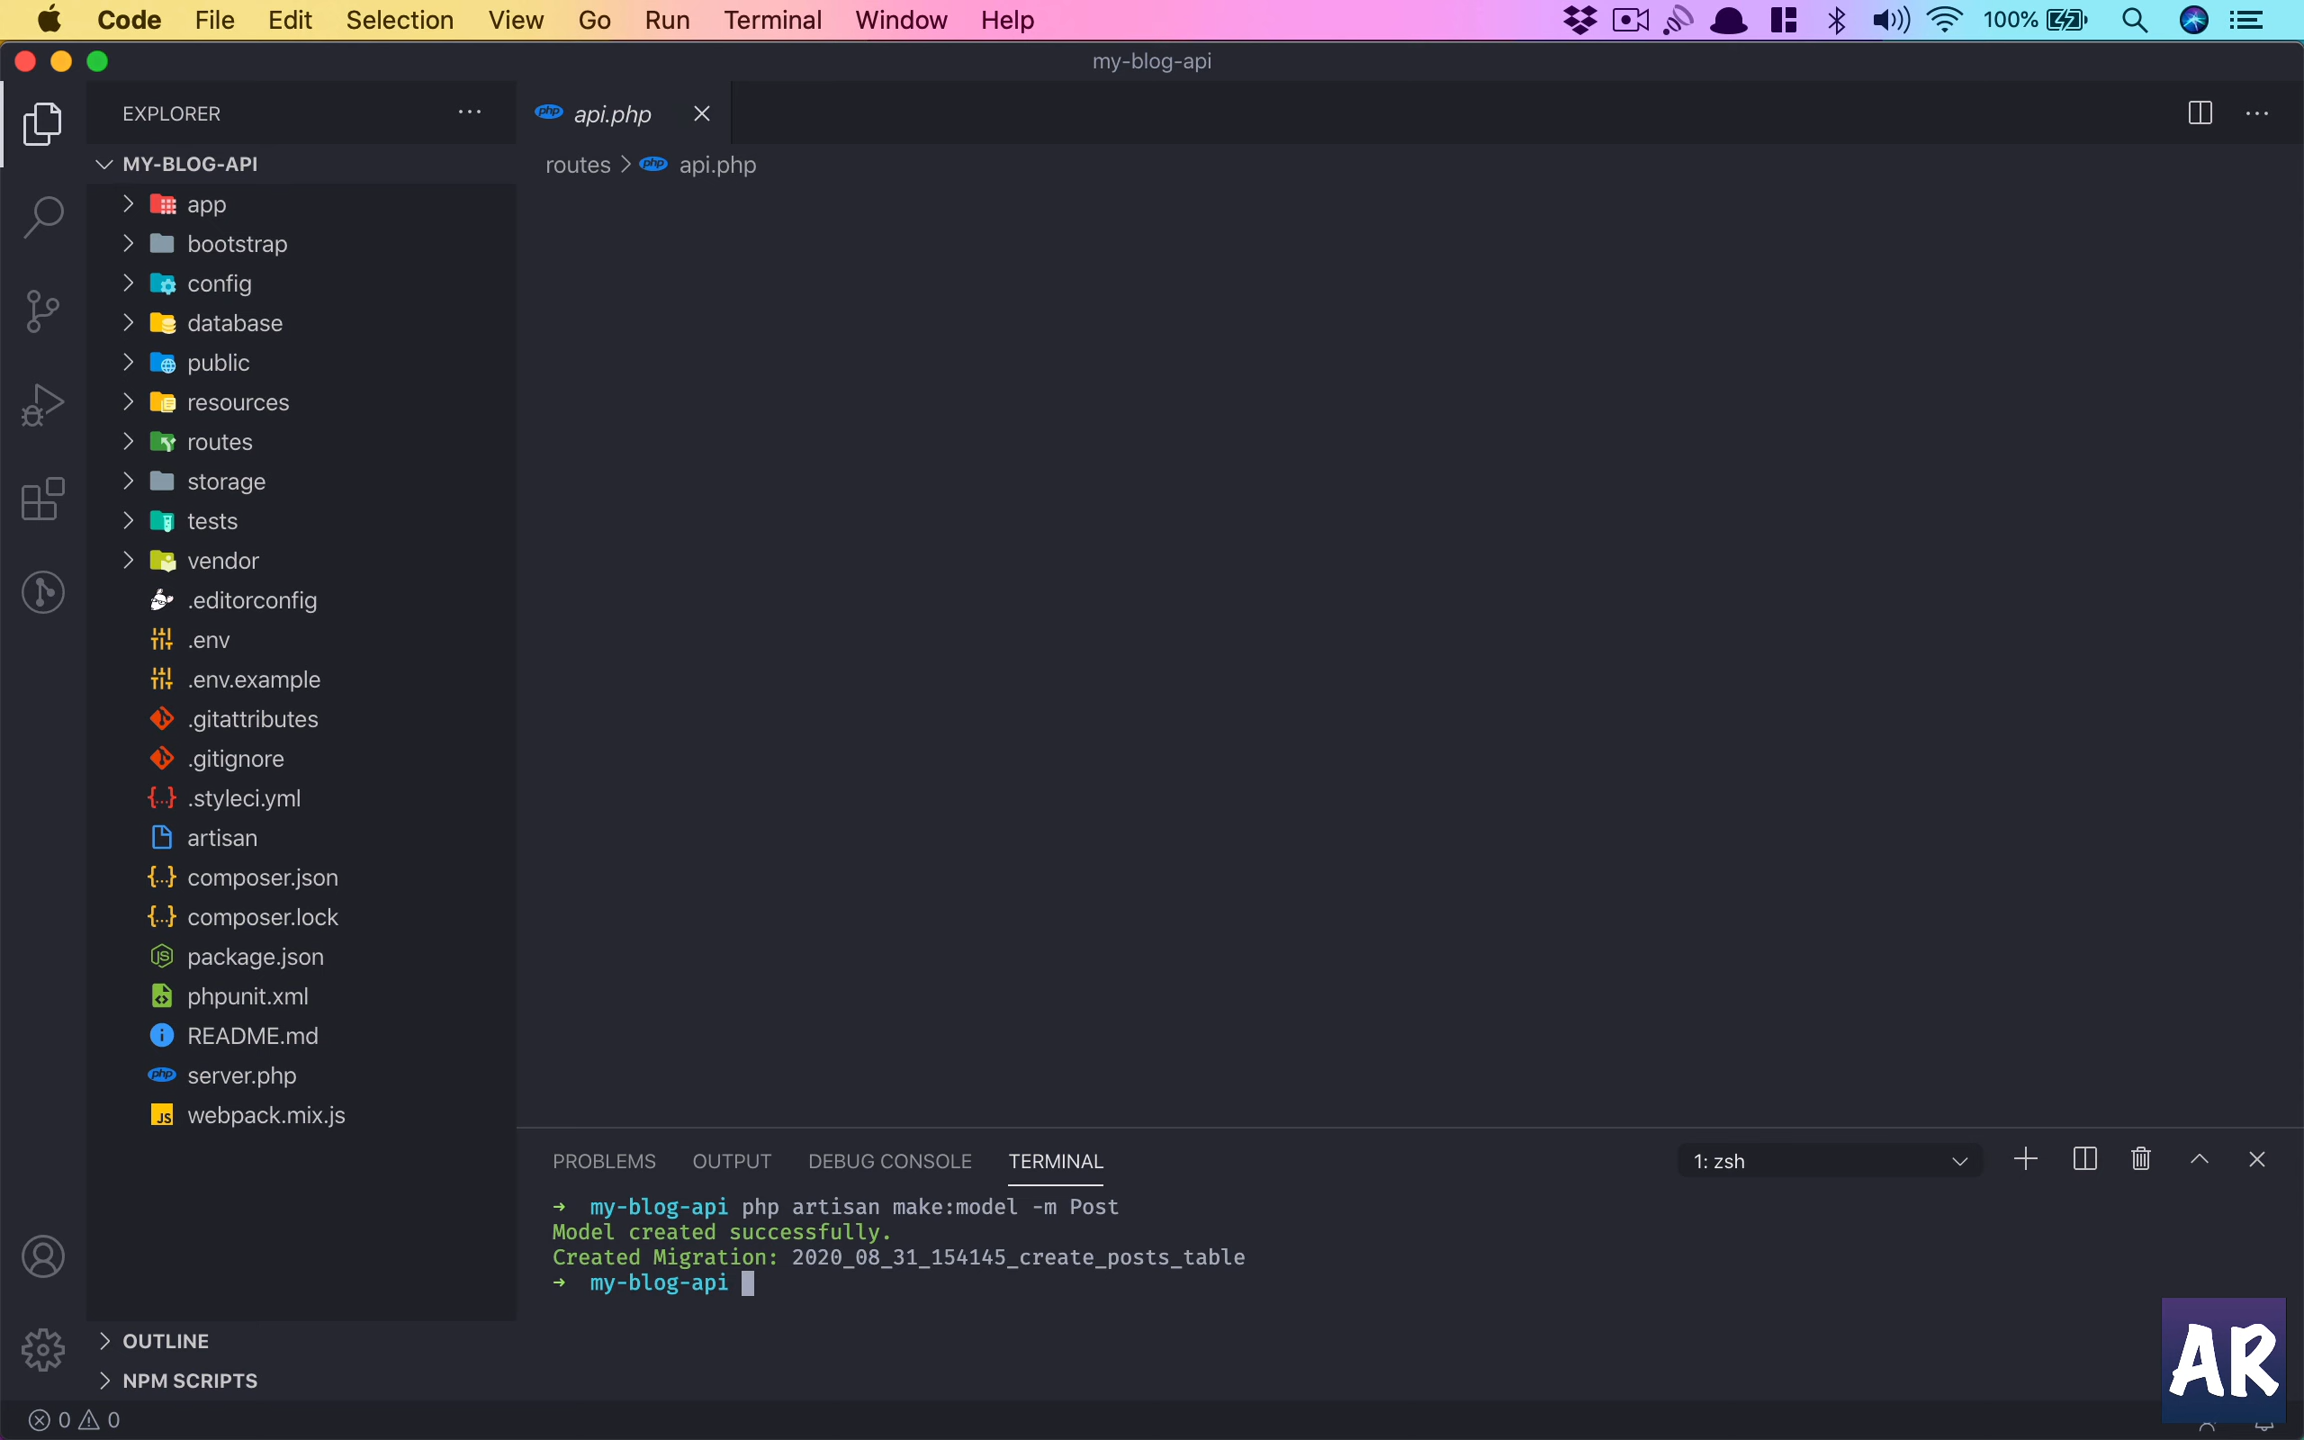 Code File Edit Selection View Go Run Terminal Window Help 100%
my-blog-api
EXPLORER
api.php
MY-BLOG-API
routes > api.php
app
bootstrap
config
database
public
resources
routes
storage
tests
vendor
.editorconfig
.env
.env.example
.gitattributes
.gitignore
.styleci.yml
artisan
composer.json
composer.lock
package.json
phpunit.xml
README.md
server.php
webpack.mix.js
OUTLINE
NPM SCRIPTS
PROBLEMS OUTPUT DEBUG CONSOLE TERMINAL 1: zsh
→ my-blog-api php artisan make:model -m Post
Model created successfully.
Created Migration: 2020_08_31_154145_create_posts_table
→ my-blog-api
AR
0 0